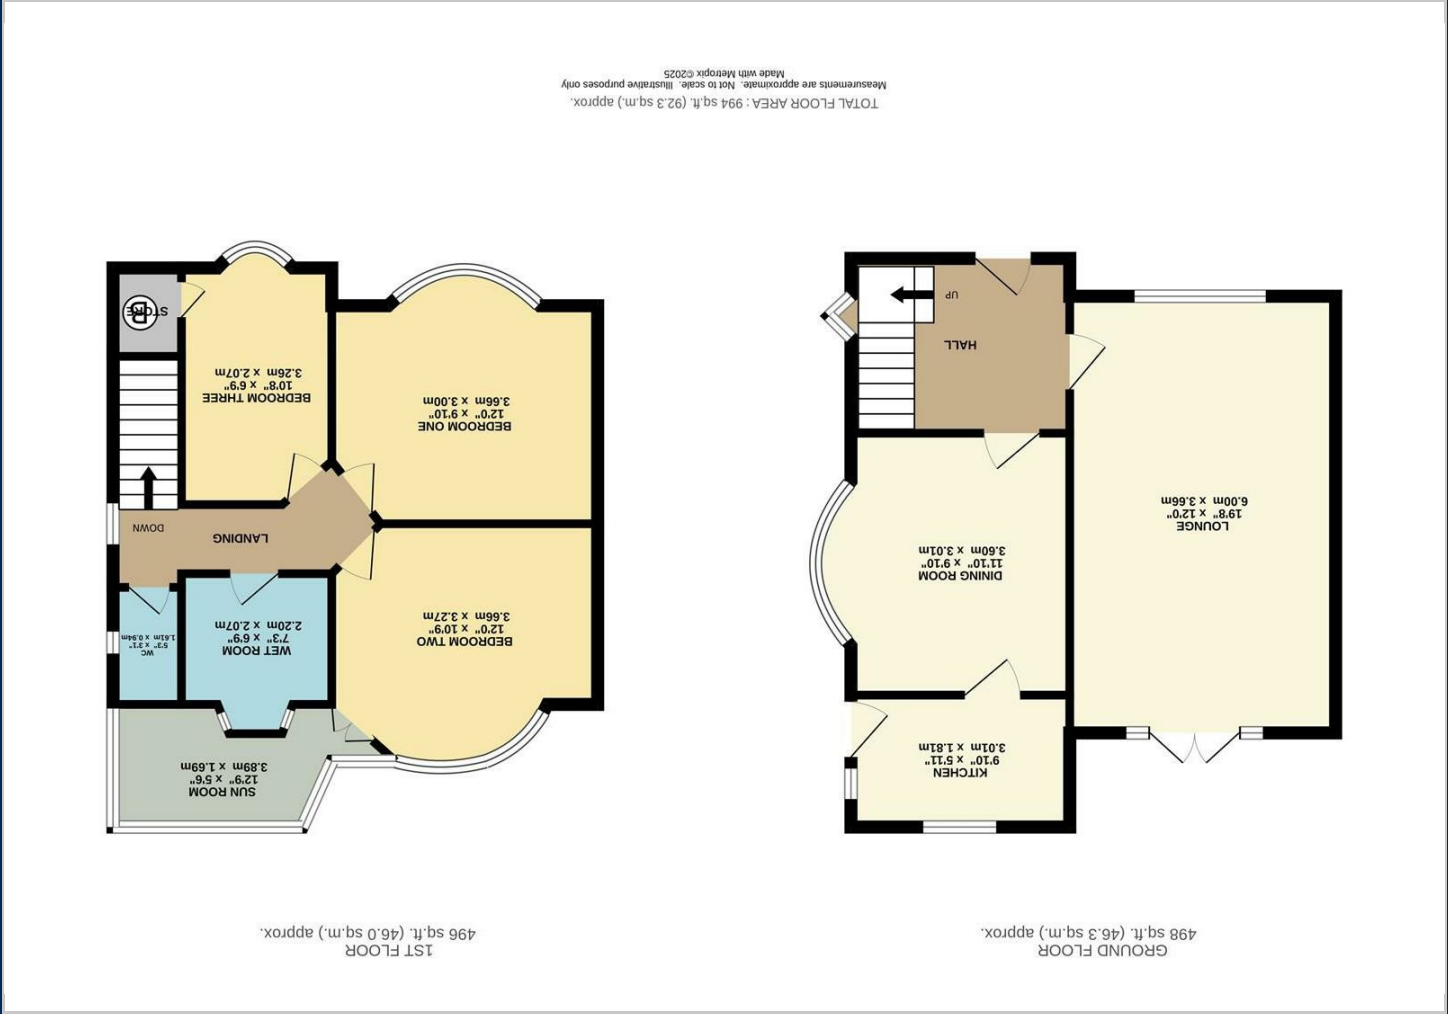 GROUND FLOOR
498 sq.ft. (46.3 sq.m.) approx.
1ST FLOOR
496 sq.ft. (46.0 sq.m.) approx.
KITCHEN
9'10" x 5'11"
3.01m x 1.81m
DINING ROOM
11'10" x 9'10"
3.60m x 3.01m
LOUNGE
19'8" x 12'0"
6.00m x 3.66m
HALL
UP
SUN ROOM
12'9" x 5'6"
3.89m x 1.69m
WC
5'3" x 3'1"
1.61m x 0.94m
WET ROOM
7'3" x 6'9"
2.20m x 2.07m
BEDROOM TWO
12'0" x 10'9"
3.66m x 3.27m
LANDING
DOWN
BEDROOM ONE
12'0" x 9'10"
3.66m x 3.00m
BEDROOM THREE
10'8" x 6'9"
3.26m x 2.07m
STORE
B
TOTAL FLOOR AREA : 994 sq.ft. (92.3 sq.m.) approx.
Measurements are approximate. Not to scale. Illustrative purposes only
Made with Metropix ©2025